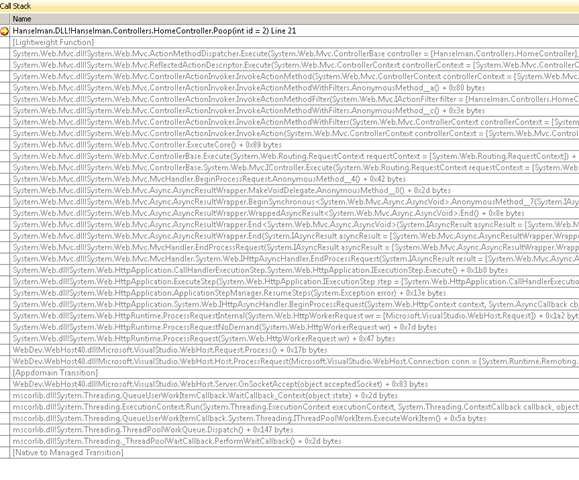 Call Stack
Name
Hanselman.DLL!Hanselman.Controllers.HomeController.Poop(int id = 2) Line 21
[Lightweight Function]
System.Web.Mvc.dll!System.Web.Mvc.ActionMethodDispatcher.Execute(System.Web.Mvc.ControllerBase controller = {Hanselman.Controllers.HomeController},
System.Web.Mvc.dll!System.Web.Mvc.ReflectedActionDescriptor.Execute(System.Web.Mvc.ControllerContext controllerContext = {System.Web.Mvc.Co
System.Web.Mvc.dll!System.Web.Mvc.ControllerActionInvoker.InvokeActionMethod(System.Web.Mvc.ControllerContext controllerContext = {System.We
System.Web.Mvc.dll!System.Web.Mvc.ControllerActionInvoker.InvokeActionMethodWithFilters.AnonymousMethod__a() + 0x80 bytes
System.Web.Mvc.dll!System.Web.Mvc.ControllerActionInvoker.InvokeActionMethodFilter(System.Web.Mvc.IActionFilter filter = {Hanselman.Controllers.HomeC
System.Web.Mvc.dll!System.Web.Mvc.ControllerActionInvoker.InvokeActionMethodWithFilters.AnonymousMethod__c() + 0x3e bytes
System.Web.Mvc.dll!System.Web.Mvc.ControllerActionInvoker.InvokeActionMethodWithFilters(System.Web.Mvc.ControllerContext controllerContext = {System
System.Web.Mvc.dll!System.Web.Mvc.ControllerActionInvoker.InvokeAction(System.Web.Mvc.ControllerContext controllerContext = {System.Web.Mvc.Co
System.Web.Mvc.dll!System.Web.Mvc.Controller.ExecuteCore() + 0x89 bytes
System.Web.Mvc.dll!System.Web.Mvc.ControllerBase.Execute(System.Web.Routing.RequestContext requestContext = {System.Web.Routing.RequestContext}) +
System.Web.Mvc.dll!System.Web.Mvc.ControllerBase.System.Web.Mvc.IController.Execute(System.Web.Routing.RequestContext requestContext = {System.We
System.Web.Mvc.dll!System.Web.Mvc.MvcHandler.BeginProcessRequest.AnonymousMethod__4() + 0x42 bytes
System.Web.Mvc.dll!System.Web.Mvc.Async.AsyncResultWrapper.MakeVoidDelegate.AnonymousMethod__0() + 0x2d bytes
System.Web.Mvc.dll!System.Web.Mvc.Async.AsyncResultWrapper.BeginSynchronous<System.Web.Mvc.Async.AsyncVoid>.AnonymousMethod__7(System.IAsy
System.Web.Mvc.dll!System.Web.Mvc.Async.AsyncResultWrapper.WrappedAsyncResult<System.Web.Mvc.Async.AsyncVoid>.End() + 0x8e bytes
System.Web.Mvc.dll!System.Web.Mvc.Async.AsyncResultWrapper.End<System.Web.Mvc.Async.AsyncVoid>(System.IAsyncResult asyncResult = {System.Web.M
System.Web.Mvc.dll!System.Web.Mvc.Async.AsyncResultWrapper.End(System.IAsyncResult asyncResult = {System.Web.Mvc.Async.AsyncResultWrapper.Wra
System.Web.Mvc.dll!System.Web.Mvc.MvcHandler.EndProcessRequest(System.IAsyncResult asyncResult = {System.Web.Mvc.Async.AsyncResultWrapper.Wrapp
System.Web.Mvc.dll!System.Web.Mvc.MvcHandler.System.Web.IHttpAsyncHandler.EndProcessRequest(System.IAsyncResult result = {System.Web.Mvc.Async.A
System.Web.dll!System.Web.HttpApplication.CallHandlerExecutionStep.System.Web.HttpApplication.IExecutionStep.Execute() + 0x1b0 bytes
System.Web.dll!System.Web.HttpApplication.ExecuteStep(System.Web.HttpApplication.IExecutionStep step = {System.Web.HttpApplication.CallHandlerExecutio
System.Web.dll!System.Web.HttpApplication.ApplicationStepManager.ResumeSteps(System.Exception error) + 0x13e bytes
System.Web.dll!System.Web.HttpApplication.System.Web.IHttpAsyncHandler.BeginProcessRequest(System.Web.HttpContext context, System.AsyncCallback cb,
System.Web.dll!System.Web.HttpRuntime.ProcessRequestInternal(System.Web.HttpWorkerRequest wr = {Microsoft.VisualStudio.WebHost.Request}) + 0x1a2 by
System.Web.dll!System.Web.HttpRuntime.ProcessRequestNoDemand(System.Web.HttpWorkerRequest wr) + 0x7d bytes
System.Web.dll!System.Web.HttpRuntime.ProcessRequest(System.Web.HttpWorkerRequest wr) + 0x47 bytes
WebDev.WebHost40.dll!Microsoft.VisualStudio.WebHost.Request.Process() + 0x17b bytes
WebDev.WebHost40.dll!Microsoft.VisualStudio.WebHost.Host.ProcessRequest(Microsoft.VisualStudio.WebHost.Connection conn = {System.Runtime.Remoting.
[Appdomain Transition]
WebDev.WebHost40.dll!Microsoft.VisualStudio.WebHost.Server.OnSocketAccept(object acceptedSocket) + 0x83 bytes
mscorlib.dll!System.Threading.QueueUserWorkItemCallback.WaitCallback_Context(object state) + 0x2d bytes
mscorlib.dll!System.Threading.ExecutionContext.Run(System.Threading.ExecutionContext executionContext, System.Threading.ContextCallback callback, object
mscorlib.dll!System.Threading.QueueUserWorkItemCallback.System.Threading.IThreadPoolWorkItem.ExecuteWorkItem() + 0x5a bytes
mscorlib.dll!System.Threading.ThreadPoolWorkQueue.Dispatch() + 0x147 bytes
mscorlib.dll!System.Threading._ThreadPoolWaitCallback.PerformWaitCallback() + 0x2d bytes
[Native to Managed Transition]